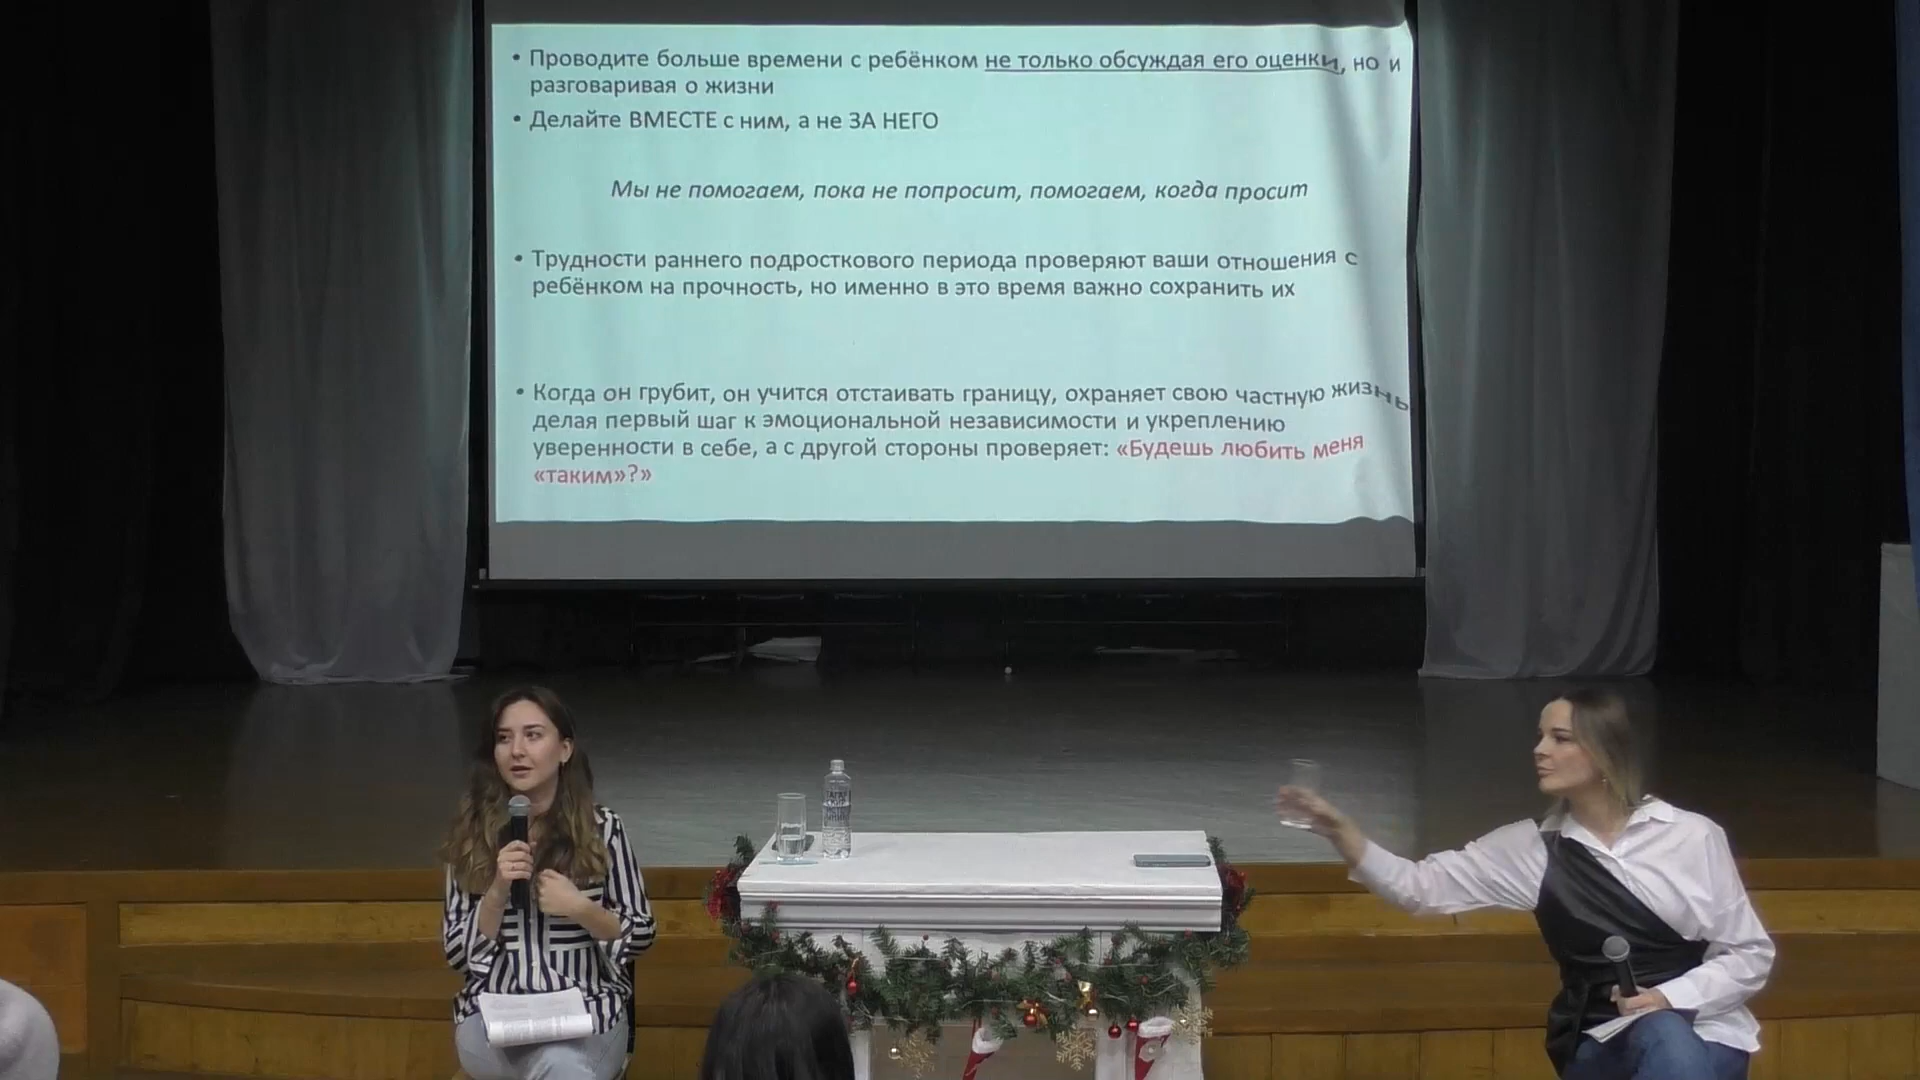 • Проводите больше времени с ребёнком не только обсуждая его оценки, но и
разговаривая о жизни
• Делайте ВМЕСТЕ с ним, а не ЗА НЕГО
Мы не помогаем, пока не попросит, помогаем, когда просит
• Трудности раннего подросткового периода проверяют ваши отношения с
ребёнком на прочность, но именно в это время важно сохранить их
• Когда он грубит, он учится отстаивать границу, охраняет свою частную жизнь
делая первый шаг к эмоциональной независимости и укреплению
уверенности в себе, а с другой стороны проверяет: «Будешь любить меня
«таким»?»